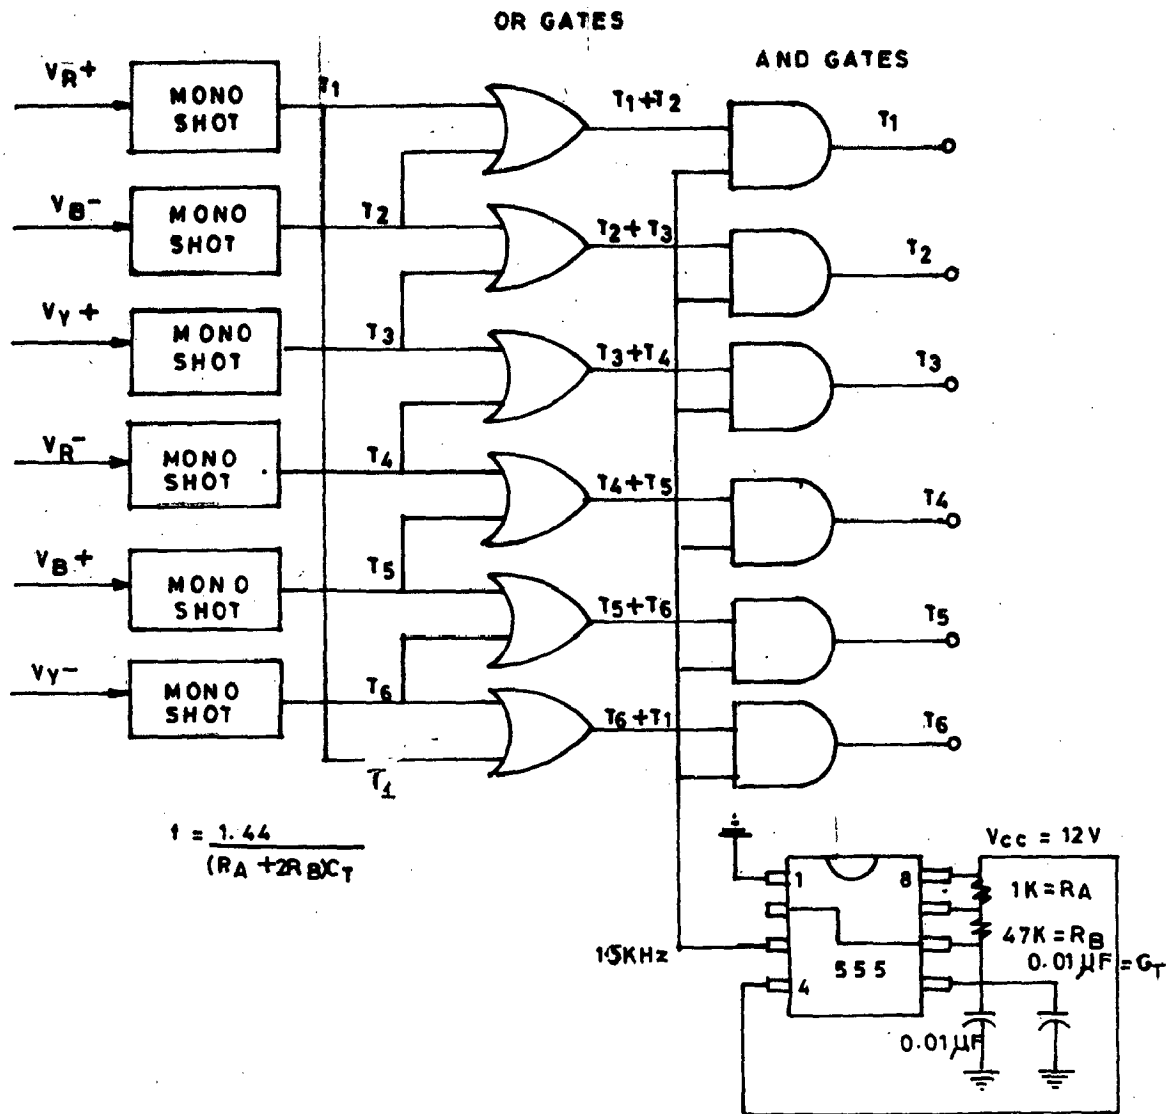 OR GATES
AND GATES
VR+
MONO
SHOT
T1
T1+T2
T1
VB-
MONO
SHOT
T2
T2+T3
T2
VY+
MONO
SHOT
T3
T3+T4
T3
VR-
MONO
SHOT
T4
T4+T5
T4
VB+
MONO
SHOT
T5
T5+T6
T5
VY-
MONO
SHOT
T6
T6+T1
T6
T1
f = 1.44
(RA+2RB)CT
Vcc = 12V
1
8
1K=RA
47K=RB
1.5KHz
555
0.01µF=CT
4
0.01µF